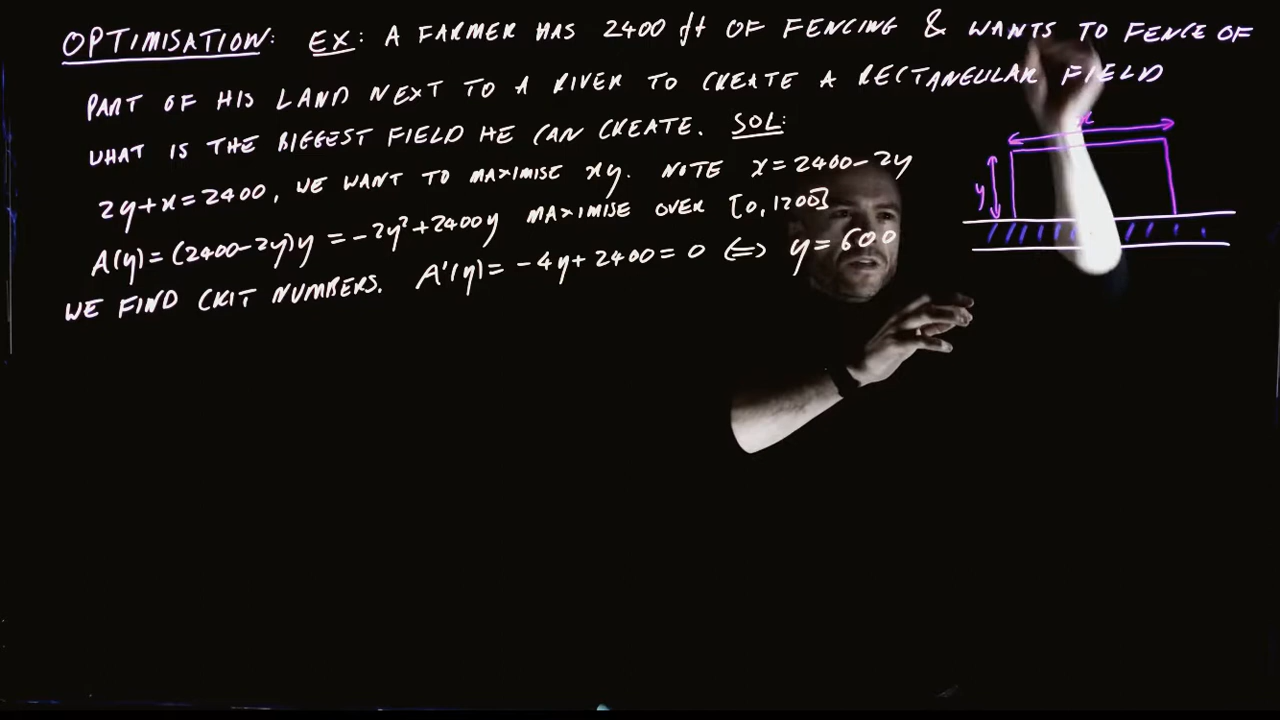 OPTIMISATION: EX: A FARMER HAS 2400 ft OF FENCING & WANTS TO FENCE OF
PART OF HIS LAND NEXT TO A RIVER TO CREATE A RECTANGULAR FIELD
WHAT IS THE BIGGEST FIELD HE CAN CREATE. SOL:
x
2y+x=2400, WE WANT TO MAXIMISE xy. NOTE x=2400-2y
y
A(y)=(2400-2y)y=-2y²+2400y MAXIMISE OVER [0,1200]
WE FIND CRIT NUMBERS. A'(y)=-4y+2400=0 ⇔ y=600